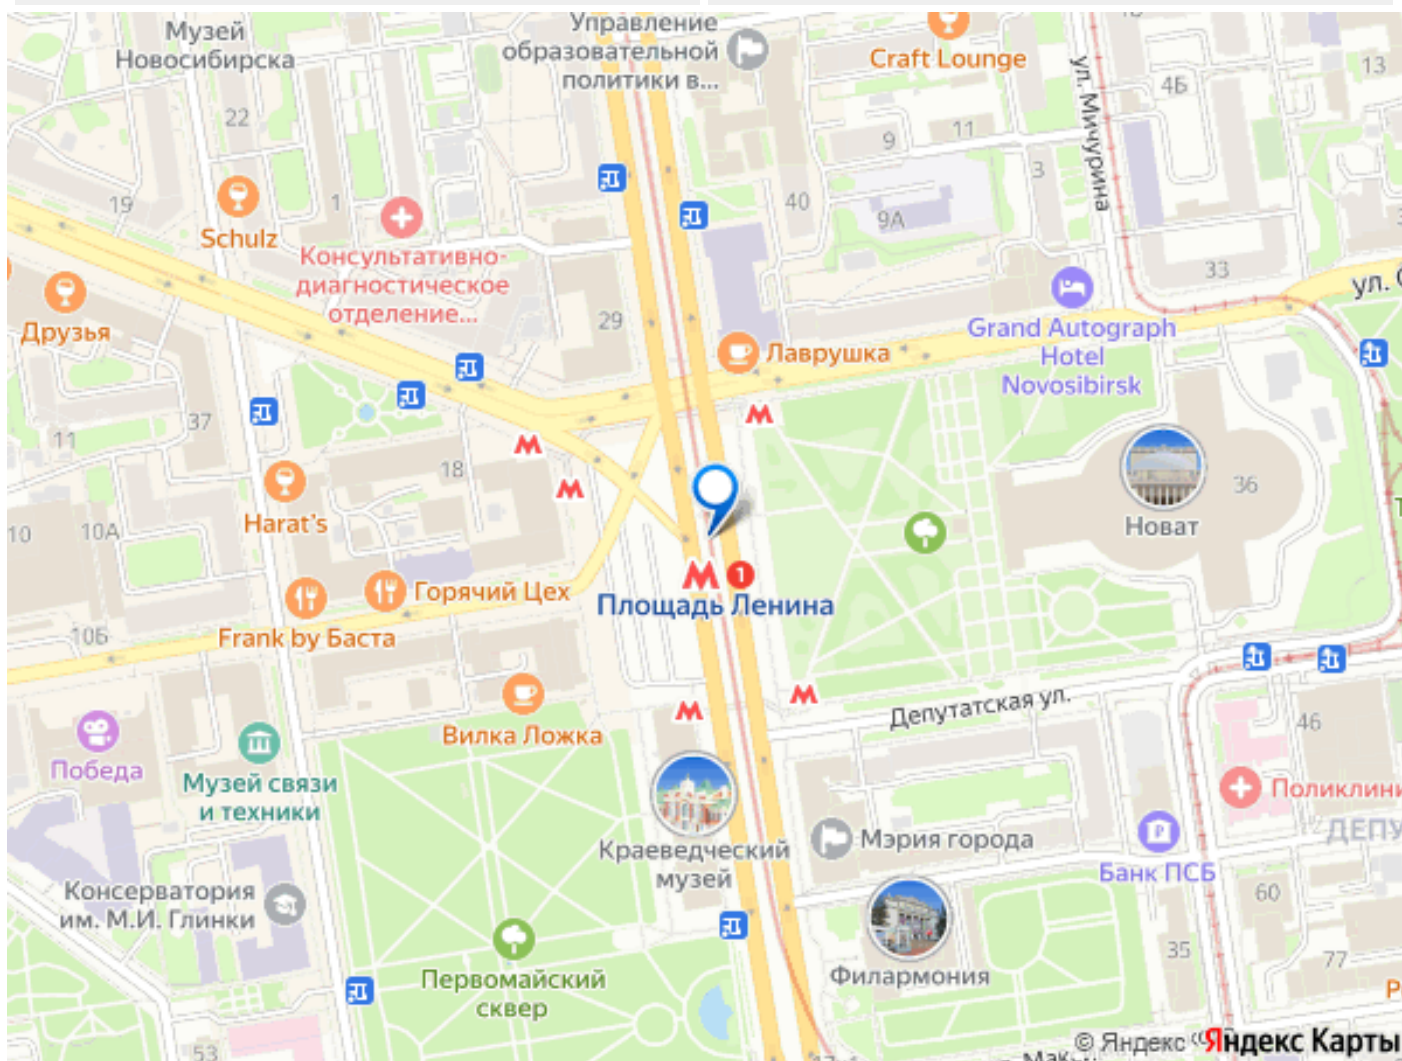 Музей
Новосибирска
Управление
образовательной
политики в...
Craft Lounge
13
4Б
ул. Мичурина
22
9
11
3
19
1
40
9А
Schulz
Консультативно-
диагностическое
отделение...
33
ул.
Друзья
29
Лаврушка
Grand Autograph
Hotel
Novosibirsk
37
11
М
М
М
18
36
Новат
Harat's
10
10А
М
1
Площадь Ленина
Горячий Цех
Frank by Баста
10Б
М
М
Депутатская ул.
Вилка Ложка
46
Победа
Музей связи
и техники
Поликлини
ДЕПУ
Краеведческий
музей
Мэрия города
Банк ПСБ
Консерватория
им. М.И. Глинки
60
35
77
Филармония
Первомайский
сквер
53
© Яндекс
Яндекс Карты